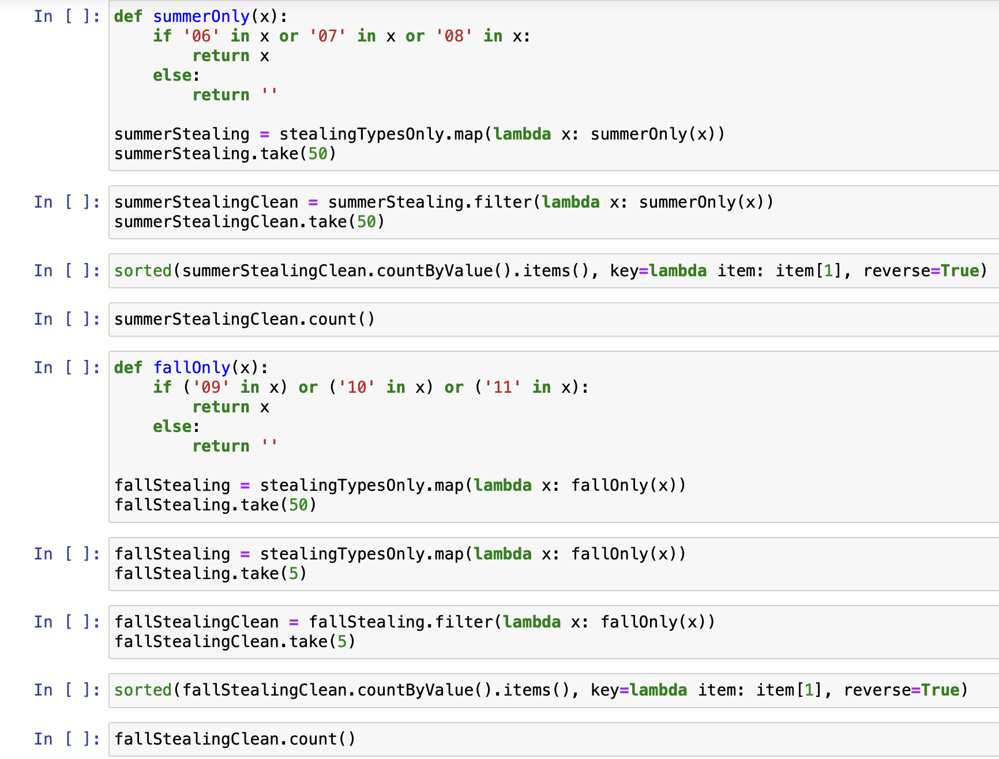 In [ ]: def summerOnly(x):
    if '06' in x or '07' in x or '08' in x:
        return x
    else:
        return ''
summerStealing = stealingTypesOnly.map(lambda x: summerOnly(x))
summerStealing.take(50)
In [ ]: summerStealingClean = summerStealing.filter(lambda x: summerOnly(x))
summerStealingClean.take(50)
In [ ]: sorted(summerStealingClean.countByValue().items(), key=lambda item: item[1], reverse=True)
In [ ]: summerStealingClean.count()
In [ ]: def fallOnly(x):
    if ('09' in x) or ('10' in x) or ('11' in x):
        return x
    else:
        return ''
fallStealing = stealingTypesOnly.map(lambda x: fallOnly(x))
fallStealing.take(50)
In [ ]: fallStealing = stealingTypesOnly.map(lambda x: fallOnly(x))
fallStealing.take(5)
In [ ]: fallStealingClean = fallStealing.filter(lambda x: fallOnly(x))
fallStealingClean.take(5)
In [ ]: sorted(fallStealingClean.countByValue().items(), key=lambda item: item[1], reverse=True)
In [ ]: fallStealingClean.count()